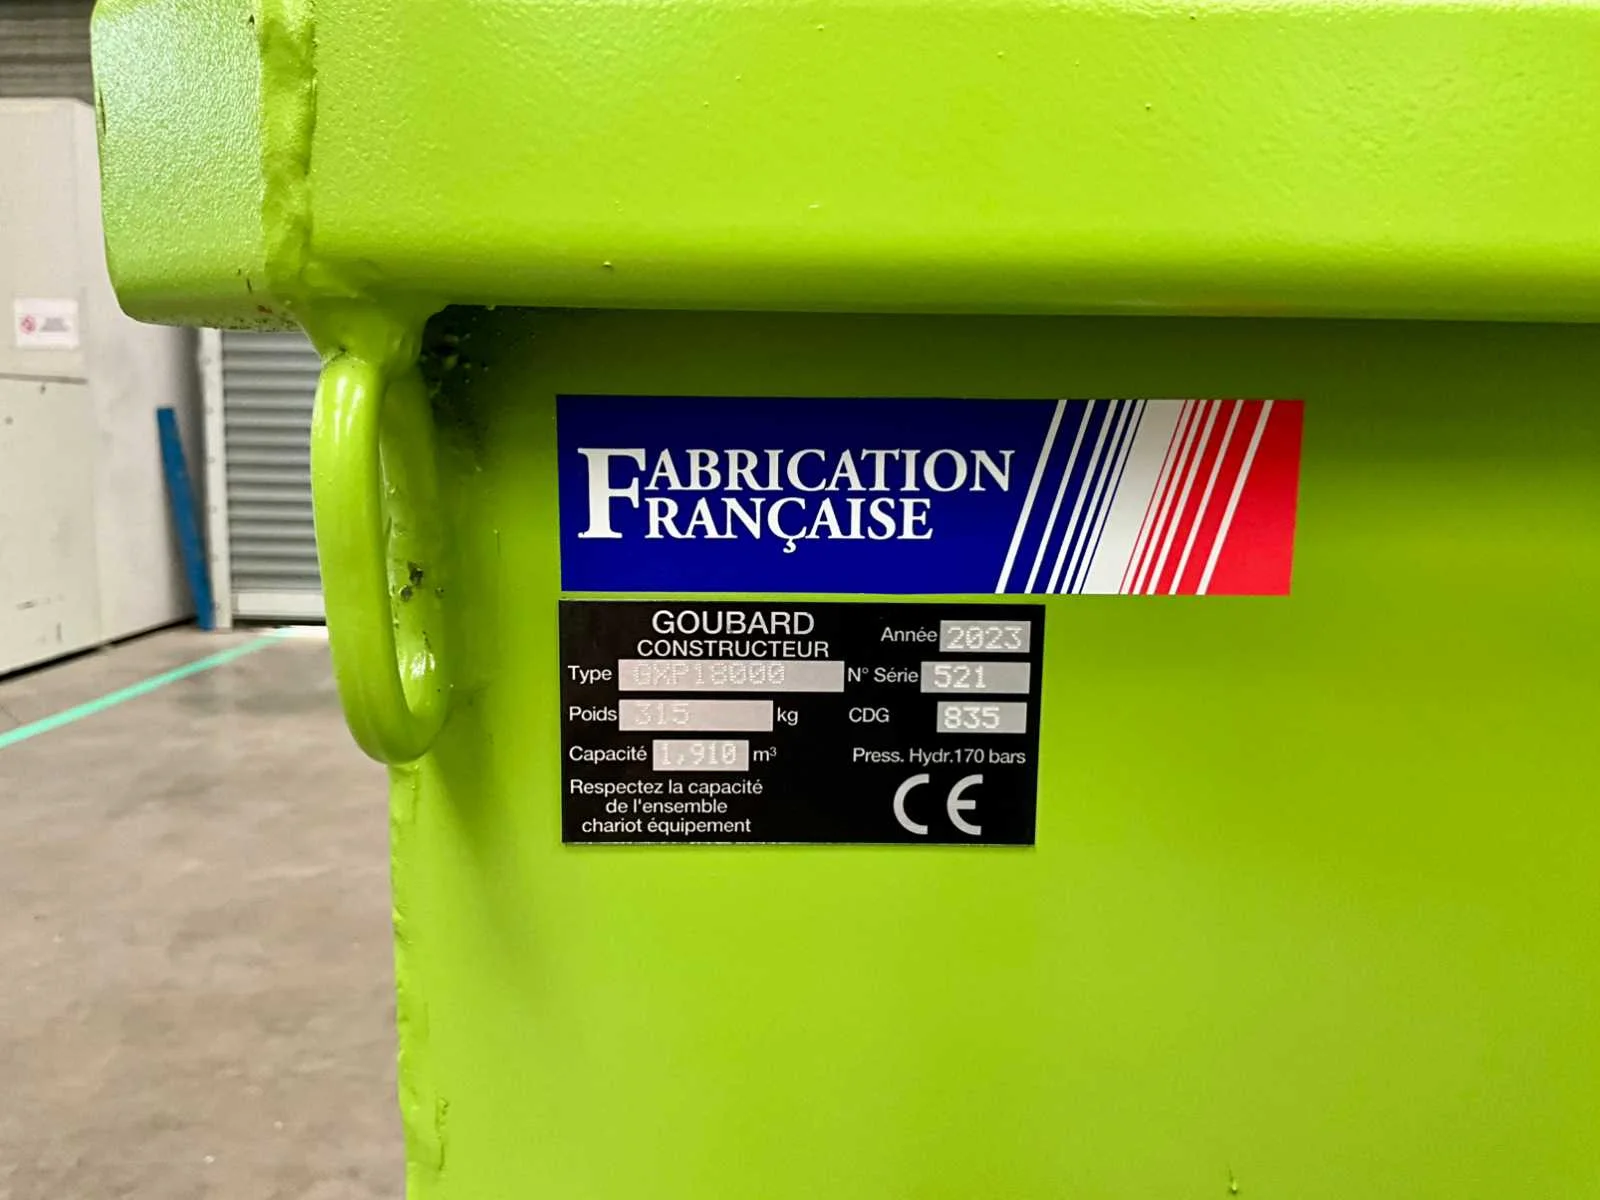 FABRICATION
FRANÇAISE
GOUBARD
CONSTRUCTEUR
Année 2023
Type GXP18000
N° Série 521
Poids 315 kg
CDG 835
Capacité 1,910 m³
Press. Hydr.170 bars
Respectez la capacité
de l'ensemble
chariot équipement
CE